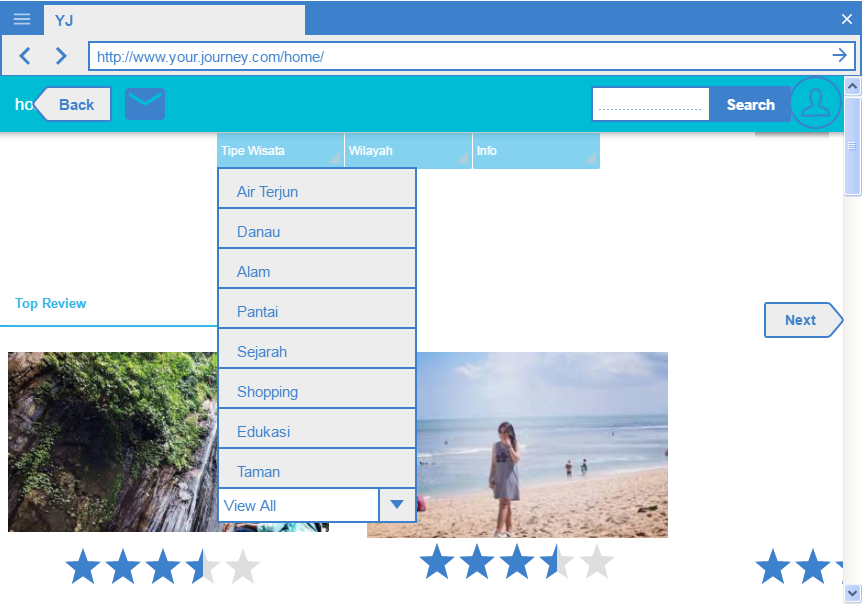 YJ
http://www.your.journey.com/home/
ho
Back
Search
Tipe Wisata
Wilayah
Info
Air Terjun
Danau
Alam
Pantai
Sejarah
Shopping
Edukasi
Taman
View All
Top Review
Next